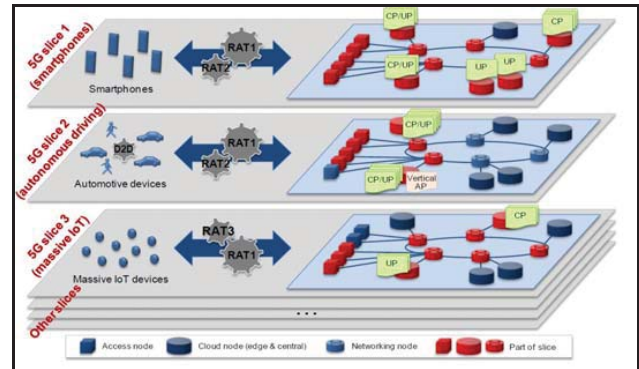 5G slice 1
(smartphones)
Smartphones
RAT1
RAT2
CP/UP
CP
CP/UP
UP
UP
5G slice 2
(autonomous driving)
D2D
Automotive devices
RAT1
RAT2
CP/UP
CP/UP
Vertical
AP
5G slice 3
(massive IoT)
Massive IoT devices
RAT3
RAT1
CP
UP
Other slices
...
Access node
Cloud node (edge & central)
Networking node
Part of slice